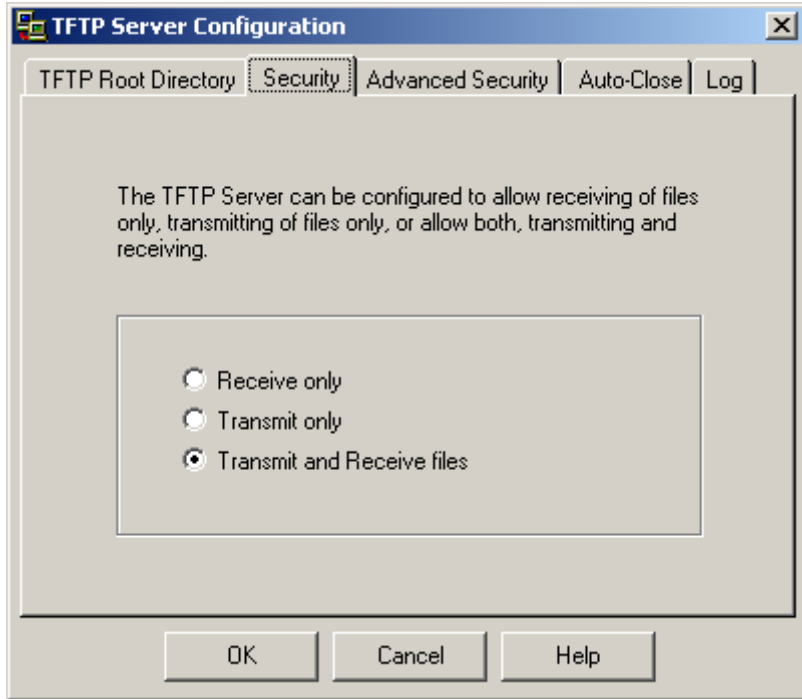 TFTP Server Configuration
TFTP Root Directory Security Advanced Security Auto-Close Log
The TFTP Server can be configured to allow receiving of files
only, transmitting of files only, or allow both, transmitting and
receiving.
Receive only
Transmit only
Transmit and Receive files
OK Cancel Help